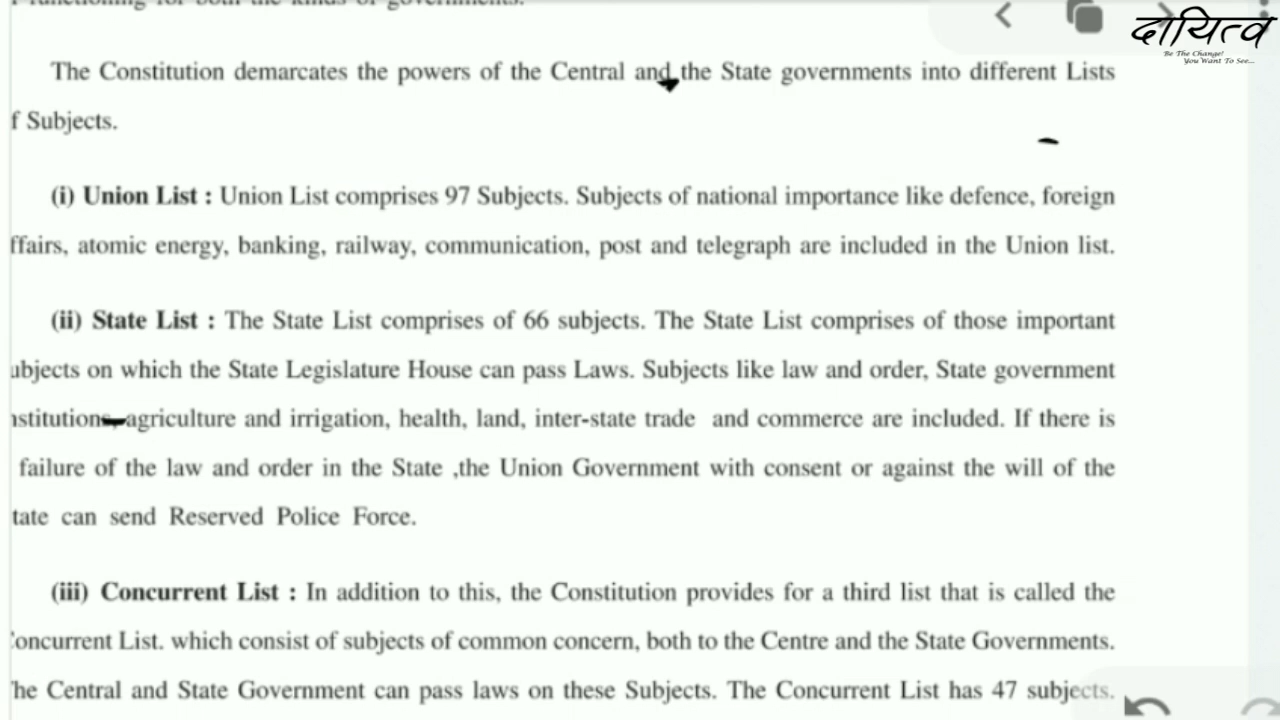 functioning for both the kinds of governments.
दायित्व
Be The Change!
You Want To See...
The Constitution demarcates the powers of the Central and the State governments into different Lists
f Subjects.
(i) Union List : Union List comprises 97 Subjects. Subjects of national importance like defence, foreign
ffairs, atomic energy, banking, railway, communication, post and telegraph are included in the Union list.
(ii) State List : The State List comprises of 66 subjects. The State List comprises of those important
ubjects on which the State Legislature House can pass Laws. Subjects like law and order, State government
nstitutions, agriculture and irrigation, health, land, inter-state trade and commerce are included. If there is
failure of the law and order in the State ,the Union Government with consent or against the will of the
tate can send Reserved Police Force.
(iii) Concurrent List : In addition to this, the Constitution provides for a third list that is called the
Concurrent List. which consist of subjects of common concern, both to the Centre and the State Governments.
The Central and State Government can pass laws on these Subjects. The Concurrent List has 47 subjects.